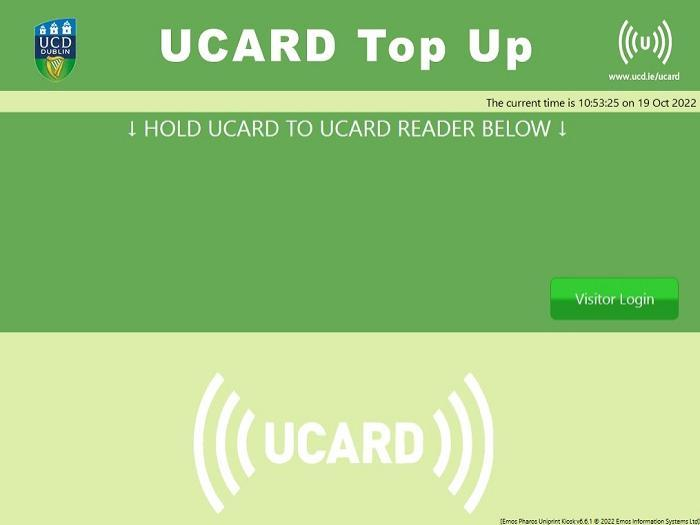 UCD
DUBLIN
UCARD Top Up
U
www.ucd.ie/ucard
The current time is 10:53:25 on 19 Oct 2022
↓ HOLD UCARD TO UCARD READER BELOW ↓
Visitor Login
UCARD
[Emos Pharos Uniprint Kiosk v6.6.1 © 2022 Emos Information Systems Ltd]